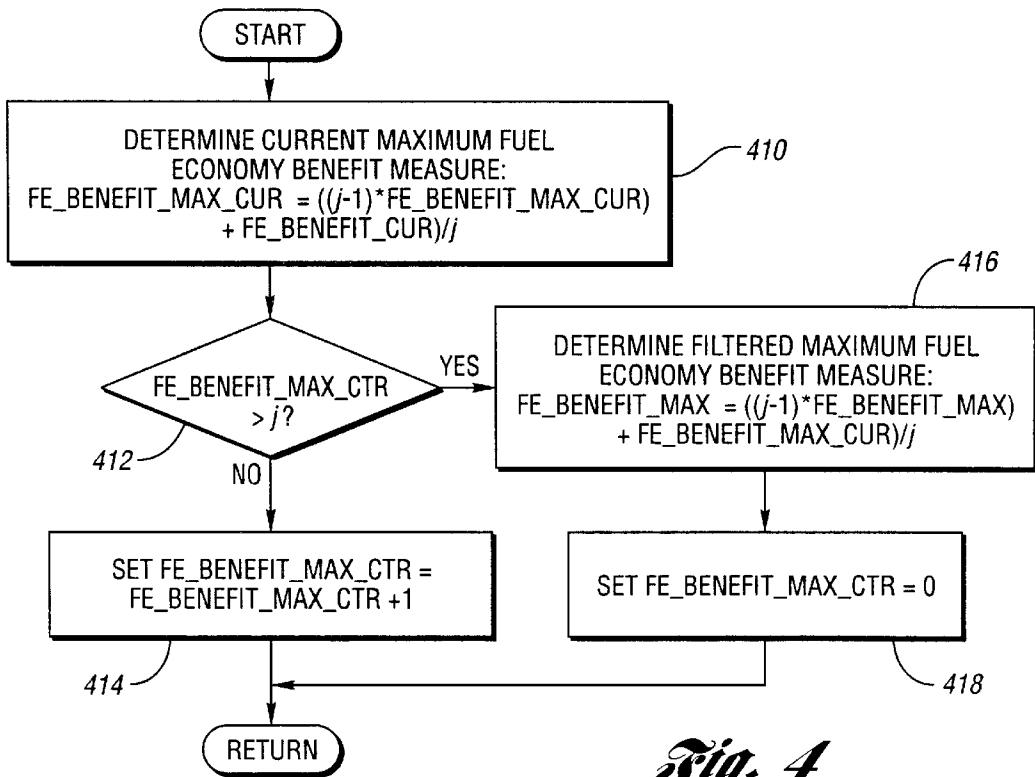 START
DETERMINE CURRENT MAXIMUM FUEL
ECONOMY BENEFIT MEASURE:
FE_BENEFIT_MAX_CUR = ((j-1)*FE_BENEFIT_MAX_CUR)
+ FE_BENEFIT_CUR)/j
410
FE_BENEFIT_MAX_CTR
> j?
412
YES
NO
416
DETERMINE FILTERED MAXIMUM FUEL
ECONOMY BENEFIT MEASURE:
FE_BENEFIT_MAX = ((j-1)*FE_BENEFIT_MAX)
+ FE_BENEFIT_MAX_CUR)/j
SET FE_BENEFIT_MAX_CTR =
FE_BENEFIT_MAX_CTR +1
414
SET FE_BENEFIT_MAX_CTR = 0
418
RETURN
Fig. 4